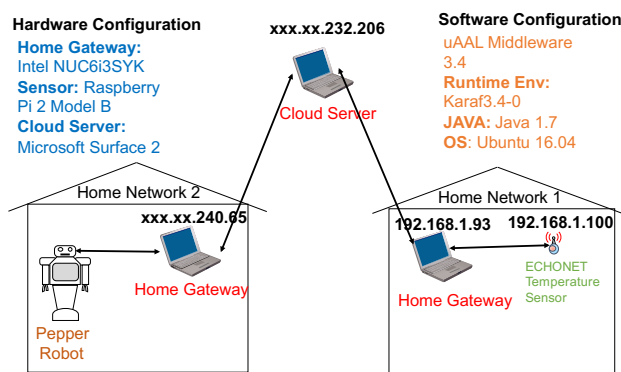 Hardware Configuration
Home Gateway:
Intel NUC6i3SYK
Sensor: Raspberry
Pi 2 Model B
Cloud Server:
Microsoft Surface 2
xxx.xx.232.206
Cloud Server
Software Configuration
uAAL Middleware
3.4
Runtime Env:
Karaf3.4-0
JAVA: Java 1.7
OS: Ubuntu 16.04
Home Network 2
xxx.xx.240.65
Home Gateway
Pepper
Robot
Home Network 1
192.168.1.93
192.168.1.100
Home Gateway
ECHONET
Temperature
Sensor